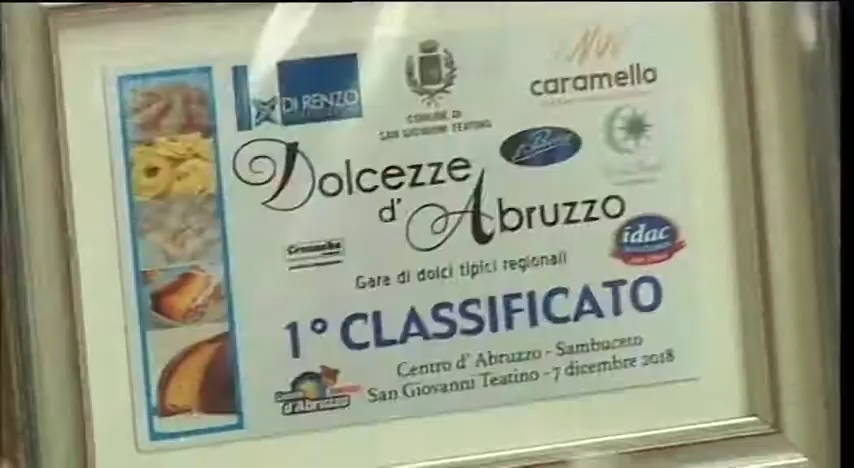 DI RENZO
COMUNE DI
SAN GIOVANNI TEATINO
caramello
Dolcezze
d'Abruzzo
idac
Gare di dolci tipici regionali
1° CLASSIFICATO
Centro d' Abruzzo - Sambuceto
San Giovanni Teatino - 7 dicembre 2018
d'Abruzzo